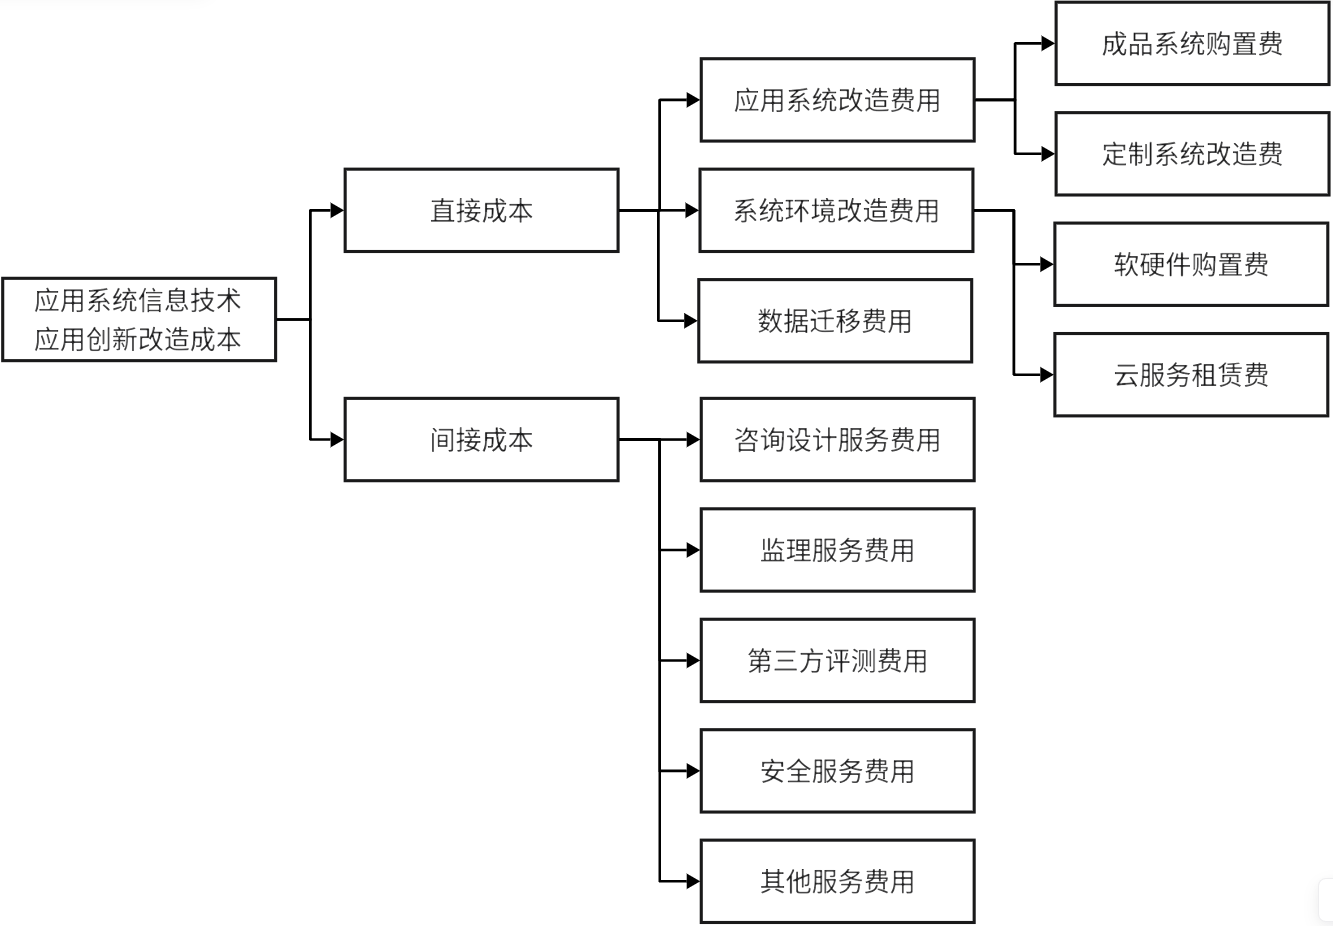 应用系统信息技术
应用创新改造成本
直接成本
间接成本
应用系统改造费用
系统环境改造费用
数据迁移费用
咨询设计服务费用
监理服务费用
第三方评测费用
安全服务费用
其他服务费用
成品系统购置费
定制系统改造费
软硬件购置费
云服务租赁费